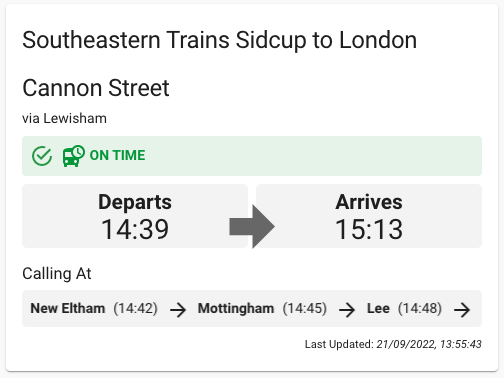 Southeastern Trains Sidcup to London
Cannon Street
via Lewisham
ON TIME
Departs
14:39
Arrives
15:13
Calling At
New Eltham (14:42) → Mottingham (14:45) → Lee (14:48) →
Last Updated: 21/09/2022, 13:55:43